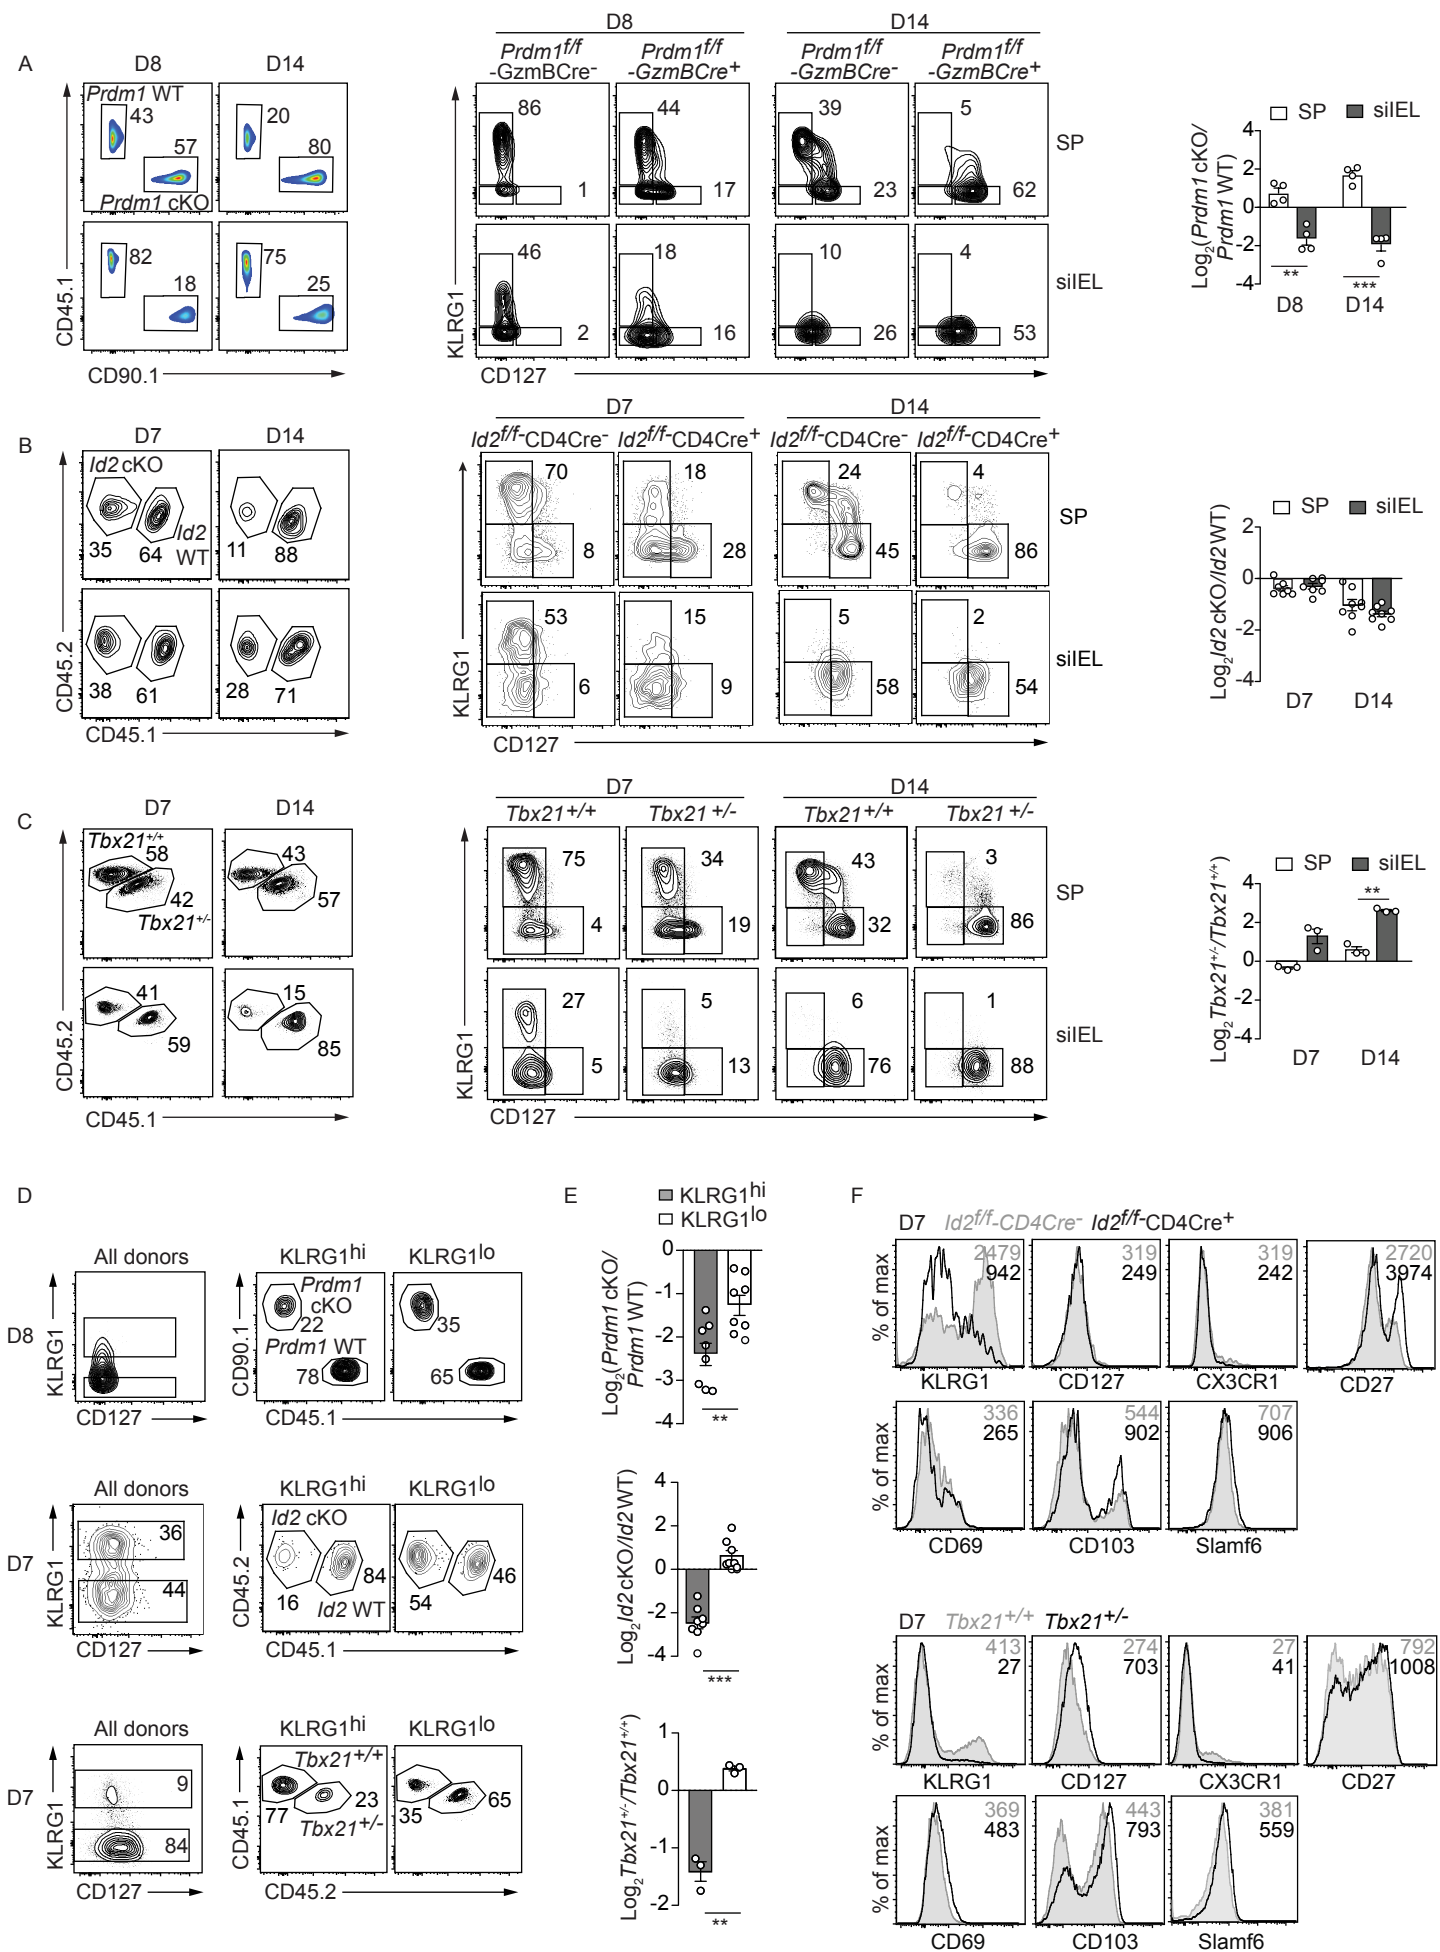 A
D8
D14
Prdm1 WT
43
20
57
80
Prdm1 cKO
82
75
18
25
CD45.1
CD90.1
D8
D14
Prdm1f/f
-GzmBCre-
Prdm1f/f
-GzmBCre+
Prdm1f/f
-GzmBCre-
Prdm1f/f
-GzmBCre+
86
44
39
5
1
17
23
62
SP
46
18
10
4
2
16
26
53
siIEL
KLRG1
CD127
SP
siIEL
Log2(Prdm1 cKO/
Prdm1 WT)
4
2
0
-2
-4
**
***
D8
D14
B
D7
D14
Id2 cKO
Id2
WT
35
64
11
88
38
61
28
71
CD45.2
CD45.1
D7
D14
Id2f/f-CD4Cre-
Id2f/f-CD4Cre+
Id2f/f-CD4Cre-
Id2f/f-CD4Cre+
70
18
24
4
8
28
45
86
SP
53
15
5
2
6
9
58
54
siIEL
KLRG1
CD127
SP
siIEL
Log2Id2 cKO/Id2 WT)
2
0
-2
-4
D7
D14
C
D7
D14
Tbx21+/+
58
43
42
57
Tbx21+/-
41
15
59
85
CD45.2
CD45.1
D7
D14
Tbx21+/+
Tbx21 +/-
Tbx21+/+
Tbx21 +/-
75
34
43
3
4
19
32
86
SP
27
5
6
1
5
13
76
88
siIEL
KLRG1
CD127
SP
siIEL
Log2Tbx21+/-/Tbx21+/+)
4
2
0
-2
-4
**
D7
D14
D
All donors
KLRG1hi
KLRG1lo
D8
KLRG1
CD127
CD90.1
Prdm1
cKO
22
Prdm1 WT
78
35
65
CD45.1
All donors
KLRG1hi
KLRG1lo
D7
KLRG1
36
44
CD127
CD45.2
Id2 cKO
84
46
16
Id2 WT
54
CD45.1
All donors
KLRG1hi
KLRG1lo
D7
KLRG1
9
84
CD127
CD45.1
Tbx21+/+
77
23
Tbx21+/-
35
65
CD45.2
E
KLRG1hi
KLRG1lo
Log2(Prdm1 cKO/
Prdm1 WT)
0
-1
-2
-3
-4
**
Log2Id2 cKO/Id2 WT)
4
2
0
-2
-4
***
Log2Tbx21+/-/Tbx21+/+)
1
0
-1
-2
**
F
D7 Id2f/f-CD4Cre- Id2f/f-CD4Cre+
% of max
2479
942
319
249
319
242
2720
3974
KLRG1
CD127
CX3CR1
CD27
% of max
336
265
544
902
707
906
CD69
CD103
Slamf6
D7 Tbx21+/+ Tbx21+/-
% of max
413
27
274
703
27
41
792
1008
KLRG1
CD127
CX3CR1
CD27
% of max
369
483
443
793
381
559
CD69
CD103
Slamf6